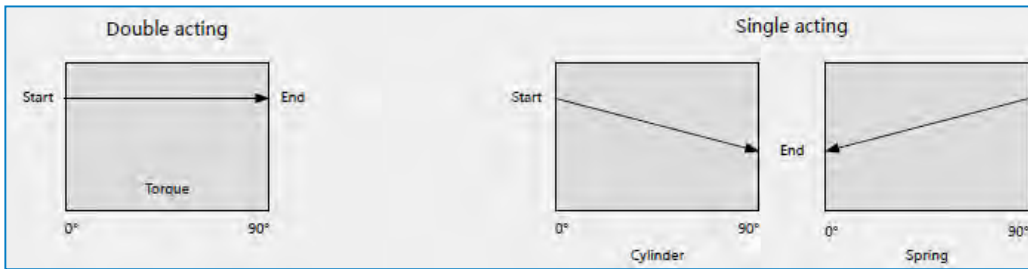 Double acting
Single acting
Start
End
Start
End
Torque
0°
90°
0°
90°
0°
90°
Cylinder
Spring